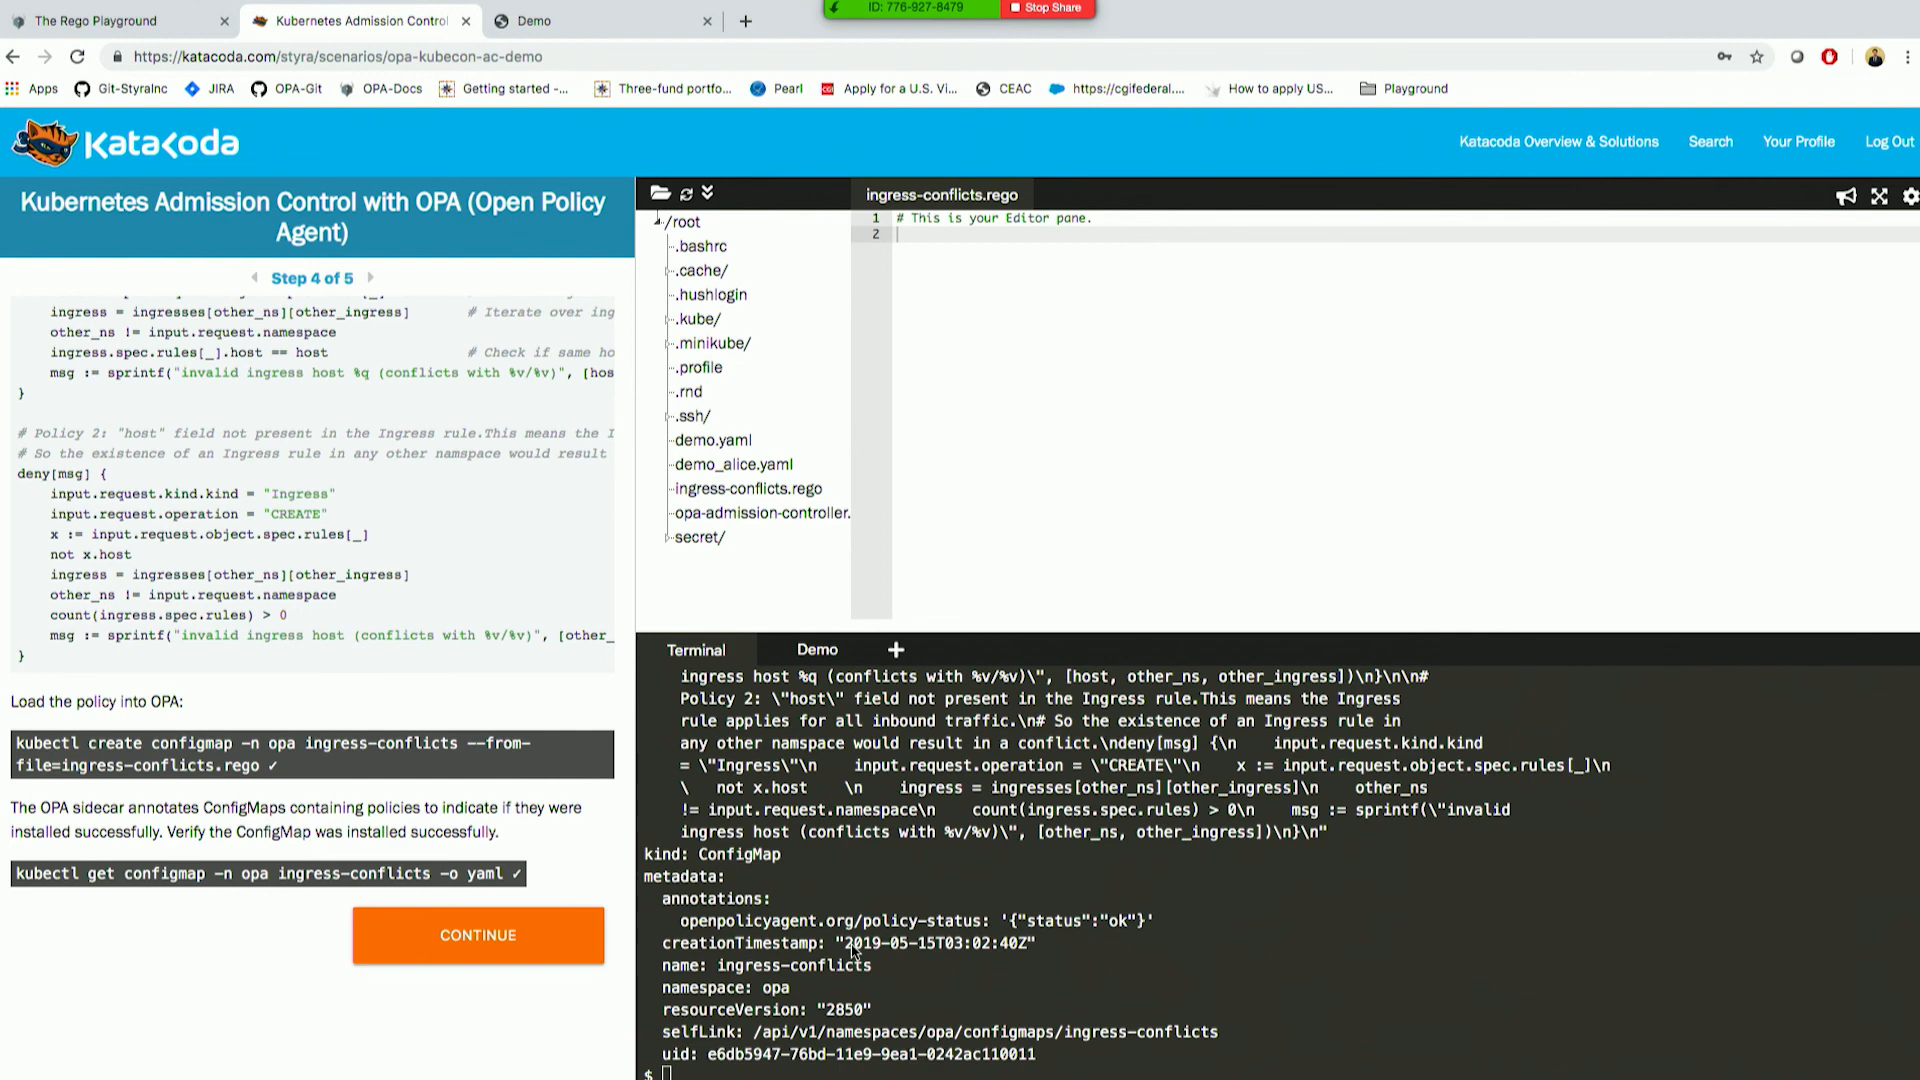 The Rego Playground
Kubernetes Admission Control
Demo
ID: 776-927-8479
Stop Share
https://katacoda.com/styra/scenarios/opa-kubecon-ac-demo
Apps
Git-StyraInc
JIRA
OPA-Git
OPA-Docs
Getting started -...
Three-fund portfo...
Pearl
Apply for a U.S. Vi...
CEAC
https://cgifederal....
How to apply US...
Playground
Katacoda
Katacoda Overview & Solutions
Search
Your Profile
Log Out
Kubernetes Admission Control with OPA (Open Policy
Agent)
Step 4 of 5
ingress = ingresses[other_ns][other_ingress] # Iterate over ing
other_ns != input.request.namespace
ingress.spec.rules[_].host == host # Check if same ho
msg := sprintf("invalid ingress host %q (conflicts with %v/%v)", [hos
}
# Policy 2: "host" field not present in the Ingress rule.This means the I
# So the existence of an Ingress rule in any other namspace would result
deny[msg] {
input.request.kind.kind = "Ingress"
input.request.operation = "CREATE"
x := input.request.object.spec.rules[_]
not x.host
ingress = ingresses[other_ns][other_ingress]
other_ns != input.request.namespace
count(ingress.spec.rules) > 0
msg := sprintf("invalid ingress host (conflicts with %v/%v)", [other_
}
Load the policy into OPA:
kubectl create configmap -n opa ingress-conflicts --from-
file=ingress-conflicts.rego ✓
The OPA sidecar annotates ConfigMaps containing policies to indicate if they were
installed successfully. Verify the ConfigMap was installed successfully.
kubectl get configmap -n opa ingress-conflicts -o yaml ✓
CONTINUE
/root
.bashrc
.cache/
.hushlogin
.kube/
.minikube/
.profile
.rnd
.ssh/
demo.yaml
demo_alice.yaml
ingress-conflicts.rego
opa-admission-controller.
secret/
ingress-conflicts.rego
1 # This is your Editor pane.
2
Terminal
Demo
ingress host %q (conflicts with %v/%v)\", [host, other_ns, other_ingress])\n}\n\n#
Policy 2: \"host\" field not present in the Ingress rule.This means the Ingress
rule applies for all inbound traffic.\n# So the existence of an Ingress rule in
any other namspace would result in a conflict.\ndeny[msg] {\n    input.request.kind.kind
= \"Ingress\"\n    input.request.operation = \"CREATE\"\n    x := input.request.object.spec.rules[_]\n
\   not x.host    \n    ingress = ingresses[other_ns][other_ingress]\n    other_ns
!= input.request.namespace\n    count(ingress.spec.rules) > 0\n    msg := sprintf(\"invalid
ingress host (conflicts with %v/%v)\", [other_ns, other_ingress])\n}\n"
kind: ConfigMap
metadata:
annotations:
openpolicyagent.org/policy-status: '{"status":"ok"}'
creationTimestamp: "2019-05-15T03:02:40Z"
name: ingress-conflicts
namespace: opa
resourceVersion: "2850"
selfLink: /api/v1/namespaces/opa/configmaps/ingress-conflicts
uid: e6db5947-76bd-11e9-9ea1-0242ac110011
$